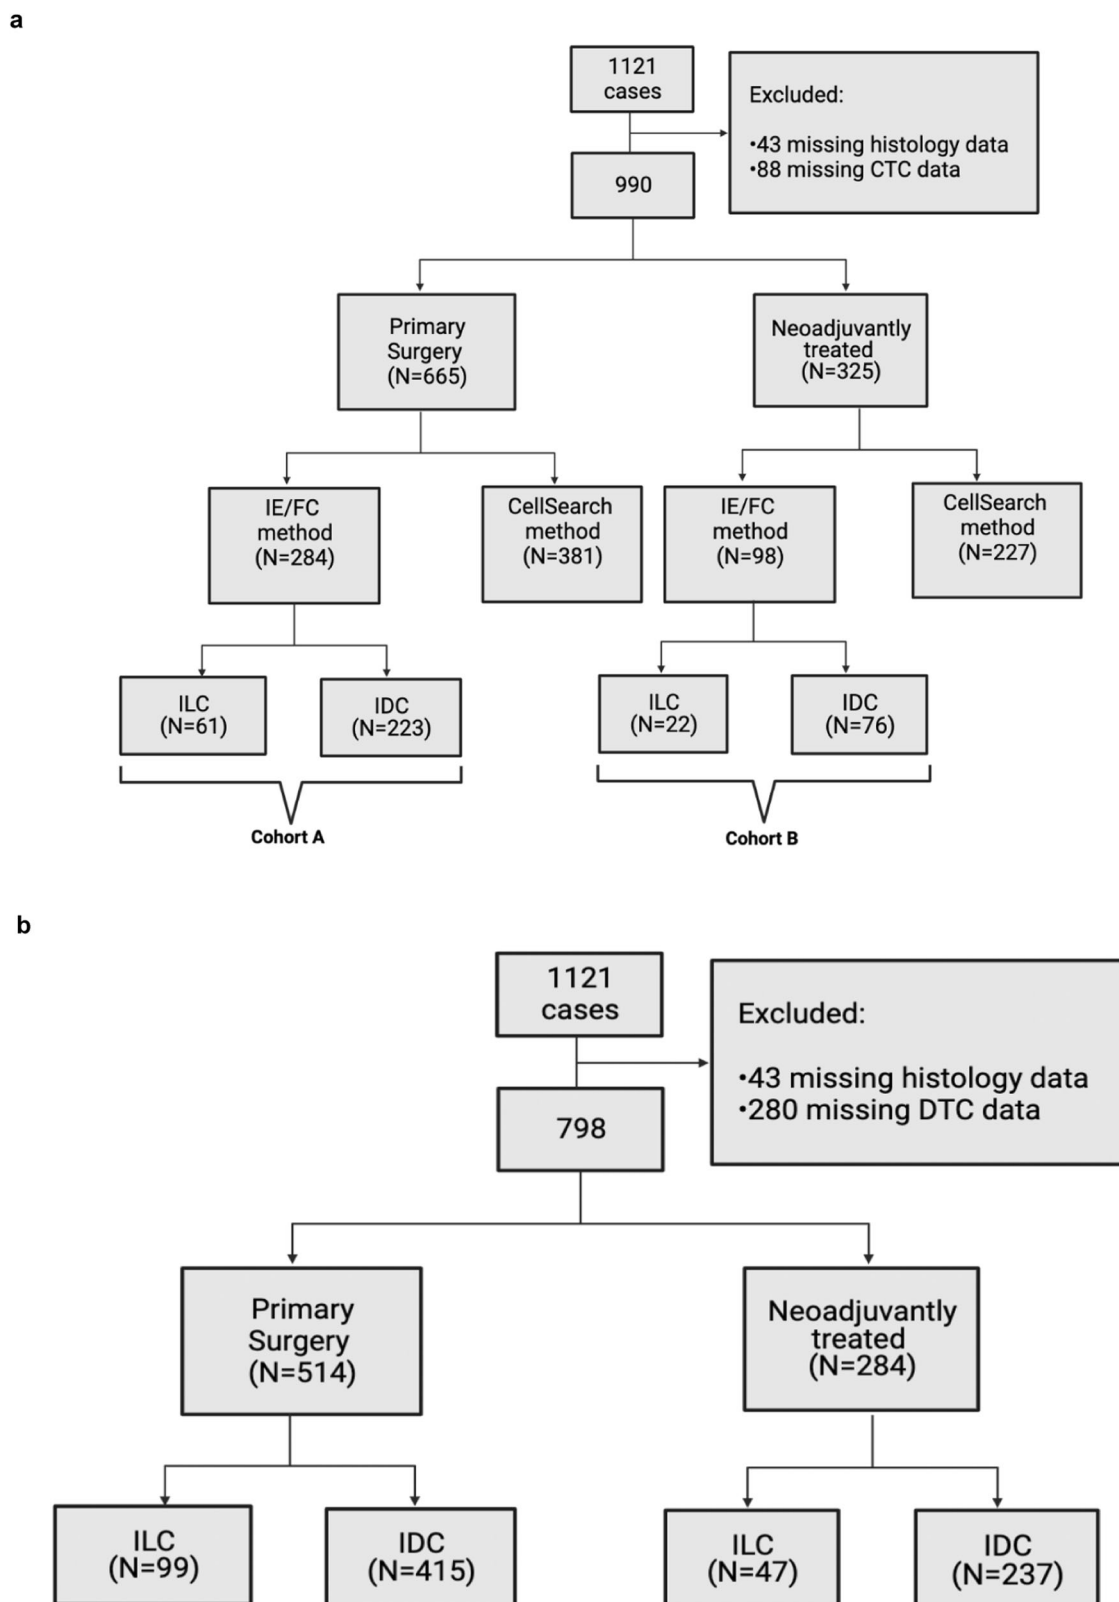 a
1121
cases
Excluded:
•43 missing histology data
•88 missing CTC data
990
Primary
Surgery
(N=665)
Neoadjuvantly
treated
(N=325)
IE/FC
method
(N=284)
CellSearch
method
(N=381)
IE/FC
method
(N=98)
CellSearch
method
(N=227)
ILC
(N=61)
IDC
(N=223)
ILC
(N=22)
IDC
(N=76)
Cohort A
Cohort B
b
1121
cases
Excluded:
•43 missing histology data
•280 missing DTC data
798
Primary
Surgery
(N=514)
Neoadjuvantly
treated
(N=284)
ILC
(N=99)
IDC
(N=415)
ILC
(N=47)
IDC
(N=237)